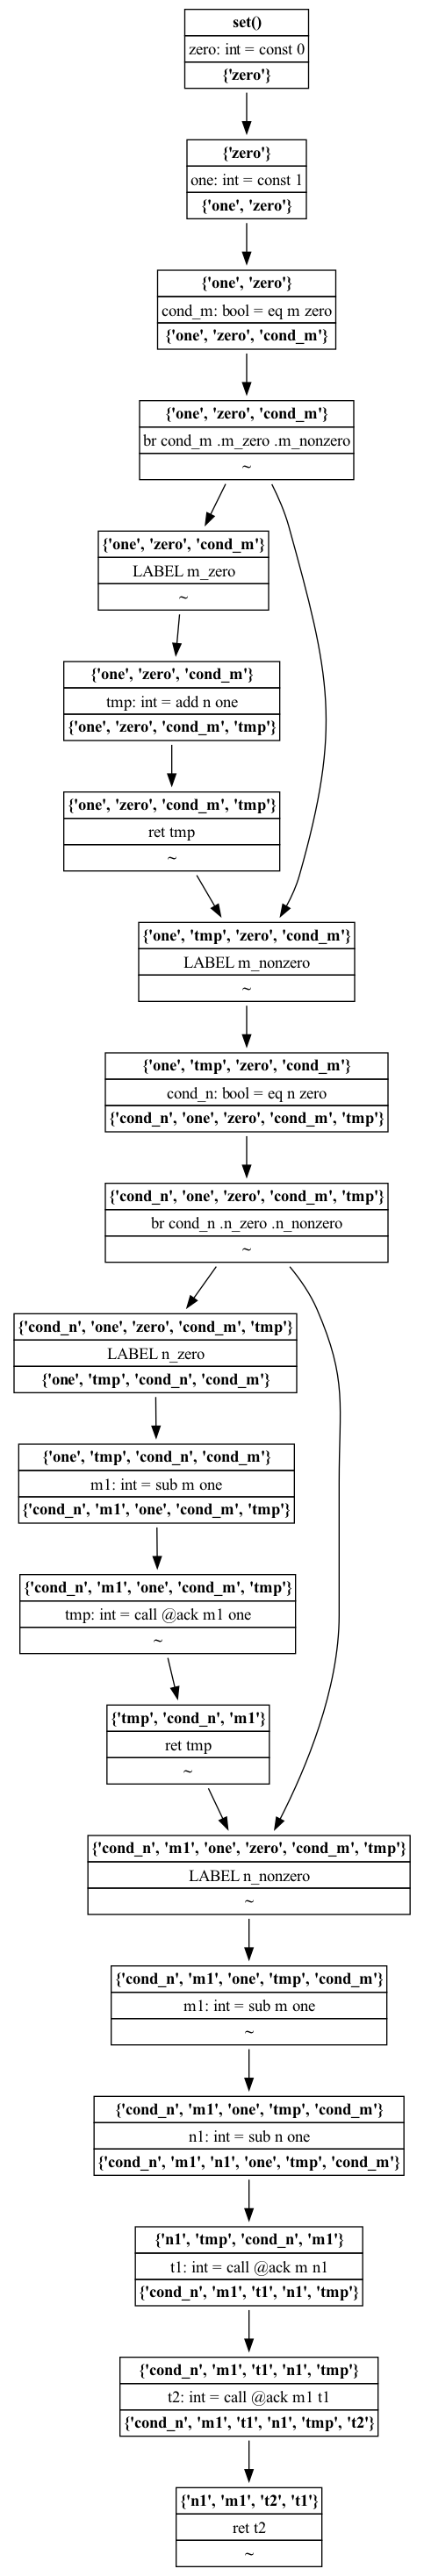 set()
zero: int = const 0
{'zero'}
{'zero'}
one: int = const 1
{'one', 'zero'}
{'one', 'zero'}
cond_m: bool = eq m zero
{'one', 'zero', 'cond_m'}
{'one', 'zero', 'cond_m'}
br cond_m .m_zero .m_nonzero
~
{'one', 'zero', 'cond_m'}
LABEL m_zero
~
{'one', 'zero', 'cond_m'}
tmp: int = add n one
{'one', 'zero', 'cond_m', 'tmp'}
{'one', 'zero', 'cond_m', 'tmp'}
ret tmp
~
{'one', 'tmp', 'zero', 'cond_m'}
LABEL m_nonzero
~
{'one', 'tmp', 'zero', 'cond_m'}
cond_n: bool = eq n zero
{'cond_n', 'one', 'zero', 'cond_m', 'tmp'}
{'cond_n', 'one', 'zero', 'cond_m', 'tmp'}
br cond_n .n_zero .n_nonzero
~
{'cond_n', 'one', 'zero', 'cond_m', 'tmp'}
LABEL n_zero
{'one', 'tmp', 'cond_n', 'cond_m'}
{'one', 'tmp', 'cond_n', 'cond_m'}
m1: int = sub m one
{'cond_n', 'm1', 'one', 'cond_m', 'tmp'}
{'cond_n', 'm1', 'one', 'cond_m', 'tmp'}
tmp: int = call @ack m1 one
~
{'tmp', 'cond_n', 'm1'}
ret tmp
~
{'cond_n', 'm1', 'one', 'zero', 'cond_m', 'tmp'}
LABEL n_nonzero
~
{'cond_n', 'm1', 'one', 'tmp', 'cond_m'}
m1: int = sub m one
~
{'cond_n', 'm1', 'one', 'tmp', 'cond_m'}
n1: int = sub n one
{'cond_n', 'm1', 'n1', 'one', 'tmp', 'cond_m'}
{'n1', 'tmp', 'cond_n', 'm1'}
t1: int = call @ack m n1
{'cond_n', 'm1', 't1', 'n1', 'tmp'}
{'cond_n', 'm1', 't1', 'n1', 'tmp'}
t2: int = call @ack m1 t1
{'cond_n', 'm1', 't1', 'n1', 'tmp', 't2'}
{'n1', 'm1', 't2', 't1'}
ret t2
~